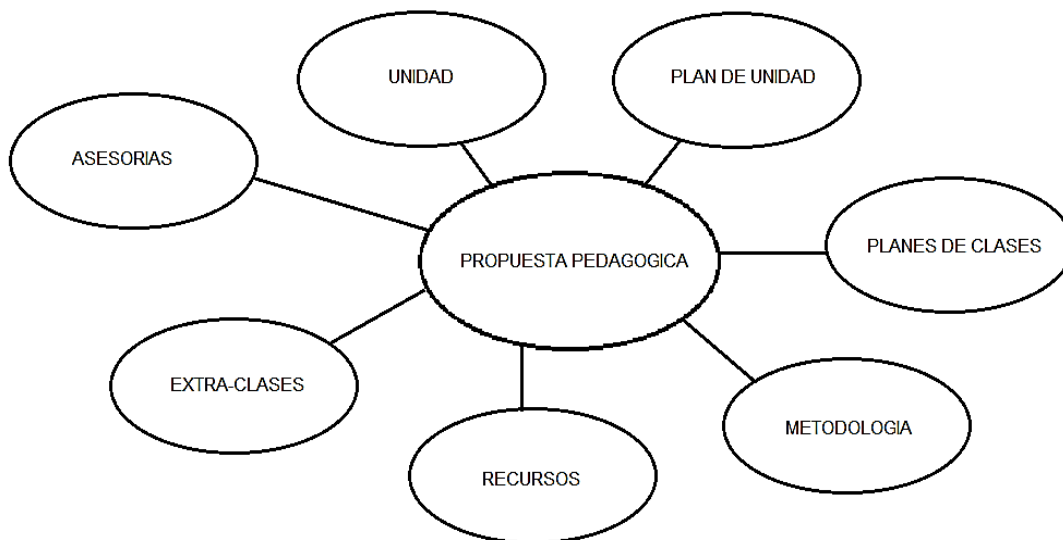 UNIDAD
PLAN DE UNIDAD
ASESORIAS
PLANES DE CLASES
PROPUESTA PEDAGOGICA
EXTRA-CLASES
METODOLOGIA
RECURSOS